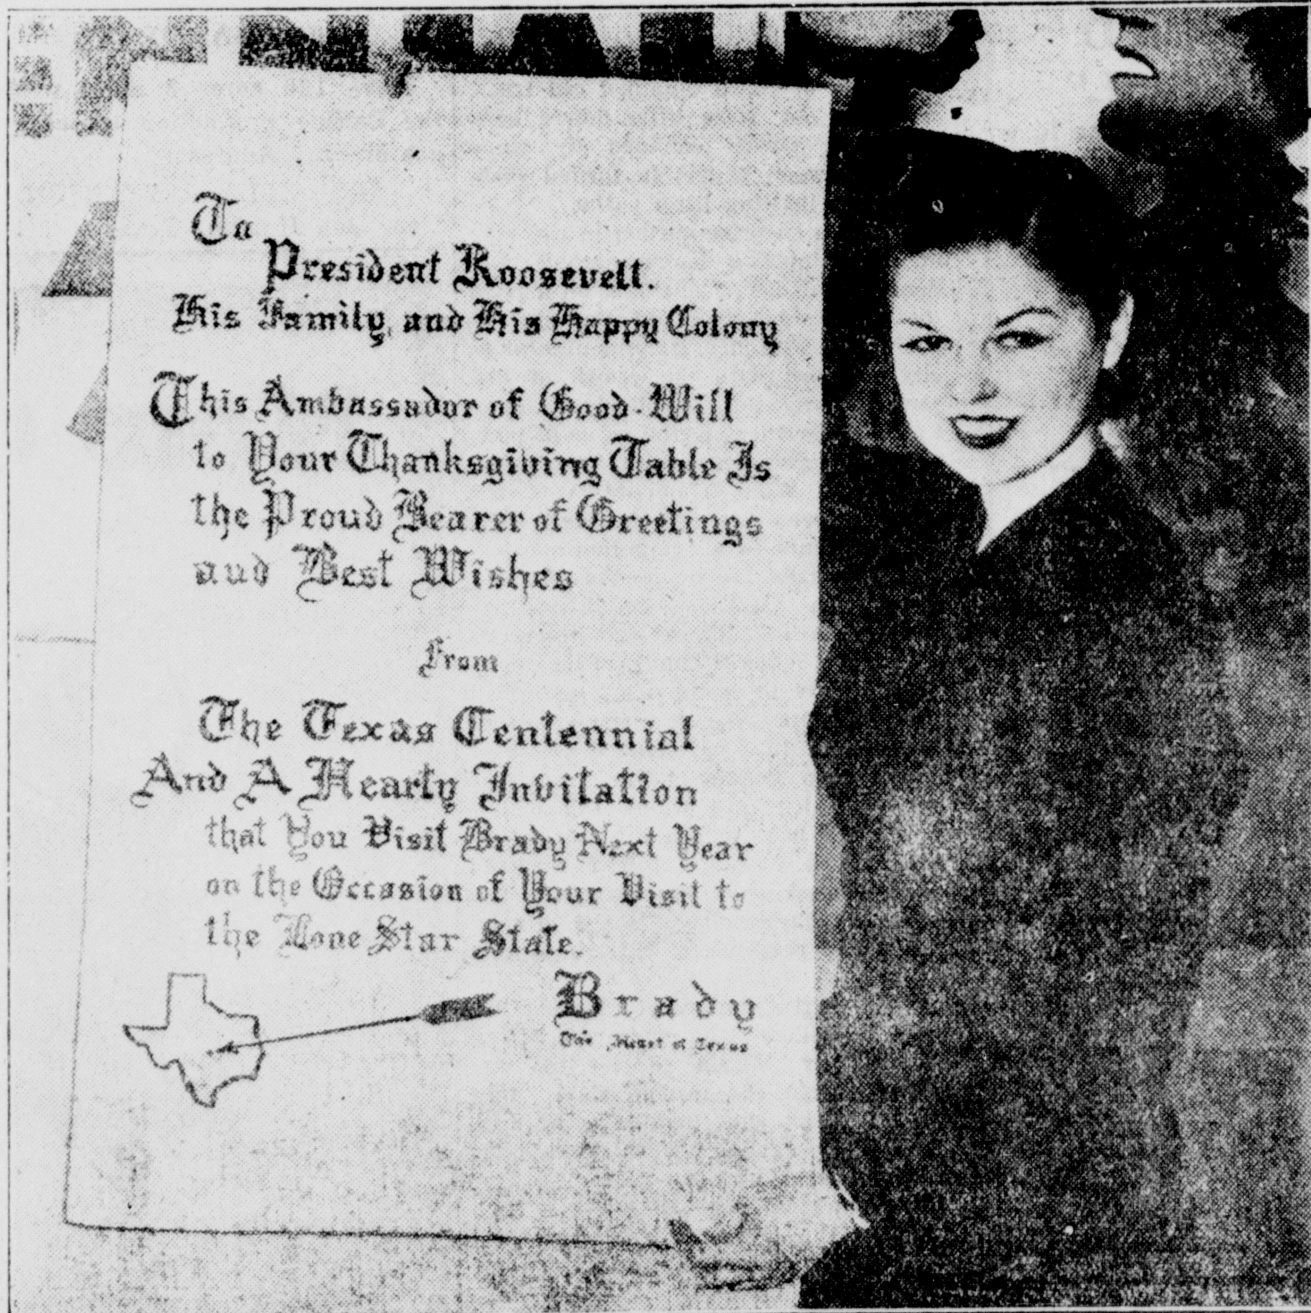 To
President Roosevelt.
His Family, and His Happy Colony
This Ambassador of Good-Will
to Your Thanksgiving Table Is
the Proud Bearer of Greetings
and Best Wishes
From
The Texas Centennial
And A Hearty Invitation
that You Visit Brady Next Year
on the Occasion of Your Visit to
the Lone Star State.
Brady
The Heart of Texas